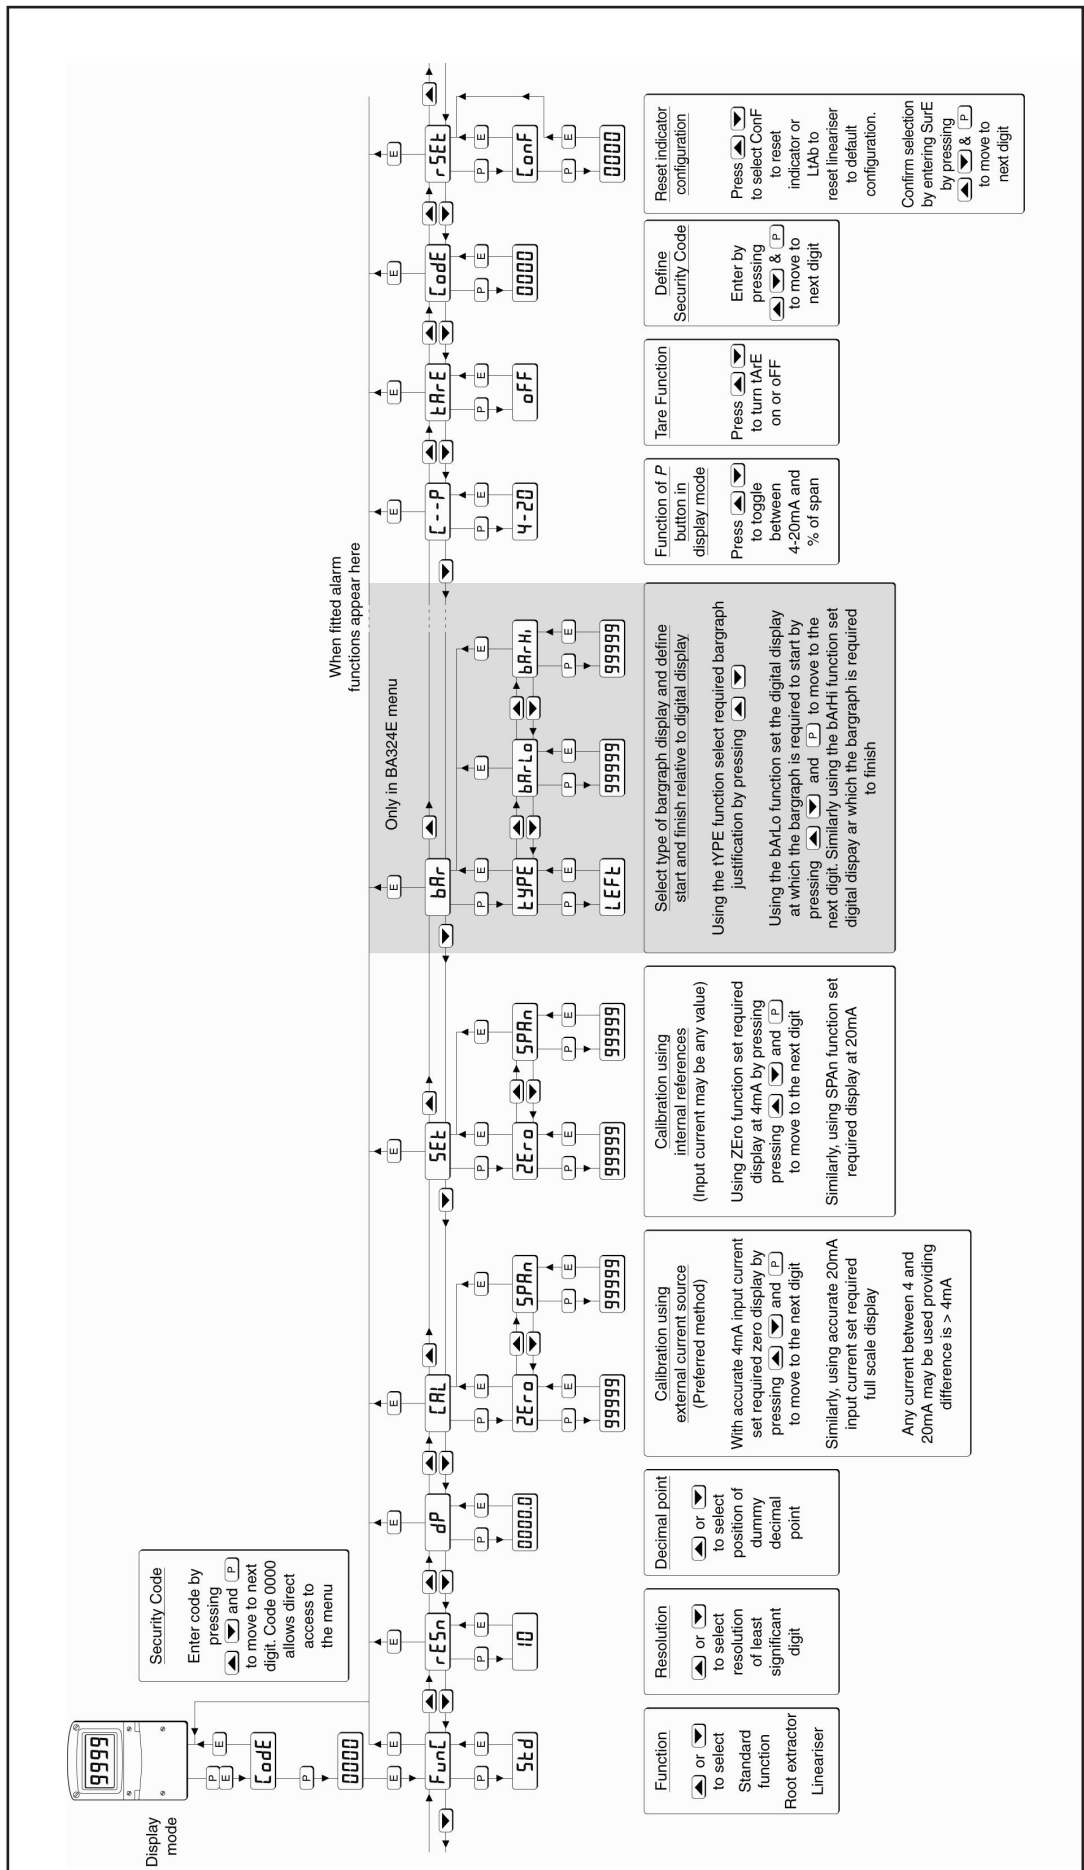 Display
mode
9999
P
E
E
CodE
P
0000
E
E
FunC
P
E
Std
Security Code
Enter code by
pressing
▲ ▼ and P
to move to next
digit. Code 0000
allows direct
access to
the menu
E
rESn
P
E
10
E
dP
P
E
0000.0
E
CAL
P
E
E
ZEro
SPAn
P
E
P
E
99999
99999
E
SEt
P
E
E
ZEro
SPAn
P
E
P
E
99999
99999
Only in BA324E menu
E
bAr
P
E
E
E
tYPE
bArLo
bArHi
P
E
P
E
P
E
LEFt
99999
99999
When fitted alarm
functions appear here
E
C--P
P
E
4-20
E
tArE
P
E
oFF
E
CodE
P
E
0000
E
rSEt
P
E
ConF
P
E
0000
Function
▲ or ▼
to select
Standard
function
Root extractor
Lineariser
Resolution
▲ or ▼
to select
resolution
of least
significant
digit
Decimal point
▲ or ▼
to select
position of
dummy
decimal
point
Calibration using
external current source
(Preferred method)
With accurate 4mA input current
set required zero display by
pressing ▲ ▼ and P
to move to the next digit
Similarly, using accurate 20mA
input current set required
full scale display
Any current between 4 and
20mA may be used providing
difference is > 4mA
Calibration using
internal references
(Input current may be any value)
Using ZEro function set required
display at 4mA by pressing
pressing ▲ ▼ and P
to move to the next digit
Similarly, using SPAn function set
required display at 20mA
Select type of bargraph display and define
start and finish relative to digital display
Using the tYPE function select required bargraph
justification by pressing ▲ ▼
Using the bArLo function set the digital display
at which the bargraph is required to start by
pressing ▲ ▼ and P to move to the
next digit. Similarly using the bArHi function set
digital dispay ar which the bargraph is required
to finish
Function of P
button in
display mode
Press ▲ ▼
to toggle
between
4-20mA and
% of span
Tare Function
Press ▲ ▼
to turn tArE
on or oFF
Define
Security Code
Enter by
pressing
▲ ▼ & P
to move to
next digit
Reset indicator
configuration
Press ▲ ▼
to select ConF
to reset
indicator or
LtAb to
reset lineariser
to default
configuration.
Confirm selection
by entering SurE
by pressing
▲ ▼ & P
to move to
next digit